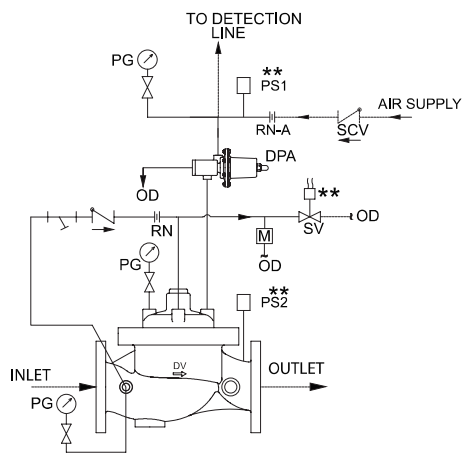 TO DETECTION
LINE
PG
**
PS1
AIR SUPPLY
RN-A
SCV
DPA
OD
**
RN
SV
OD
M
OD
PG
**
PS2
DV
INLET
OUTLET
PG